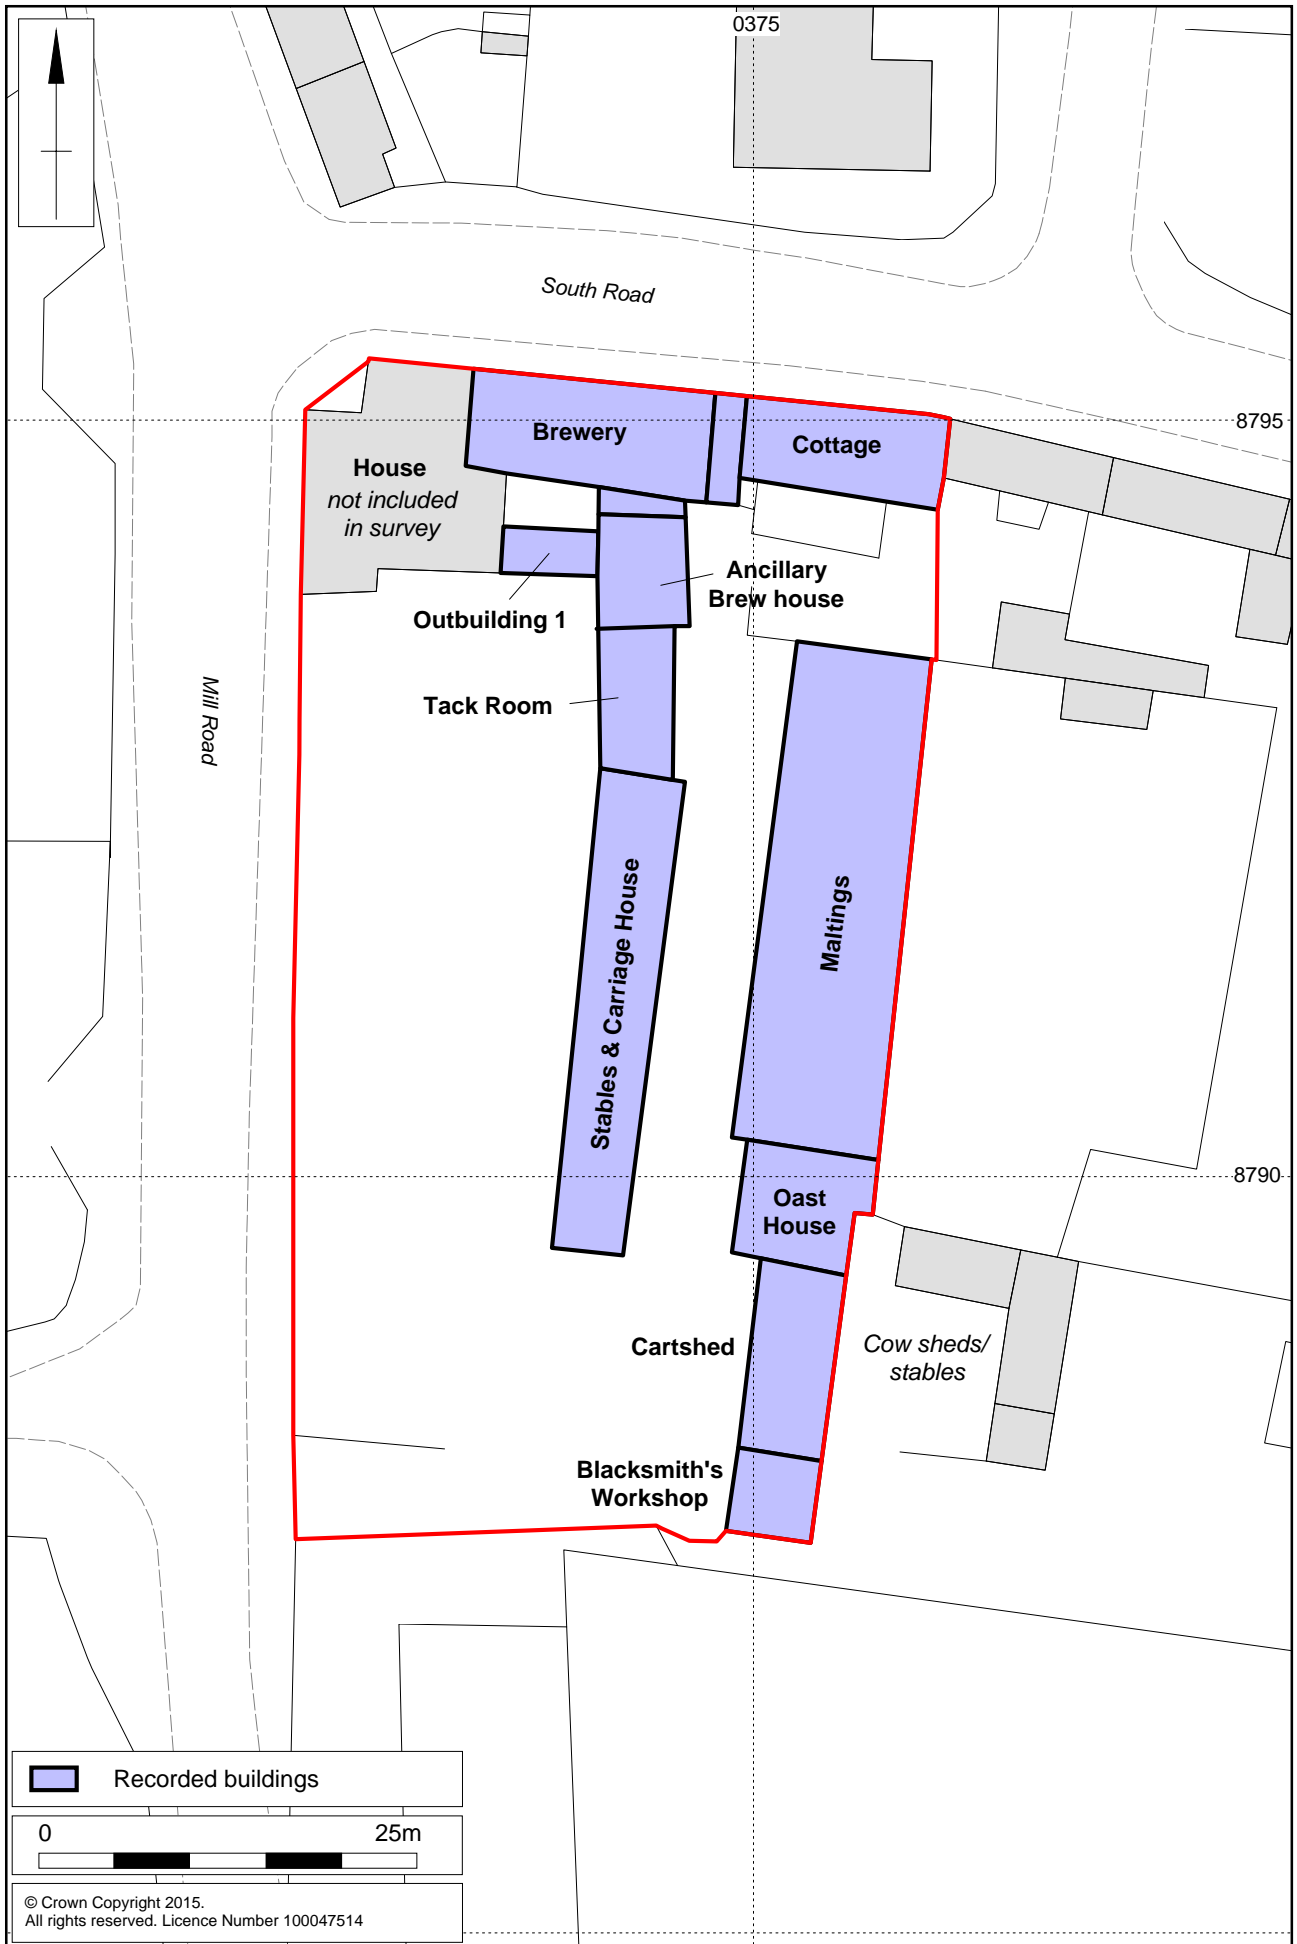 0375
South Road
8795
Brewery
Cottage
House
not included
in survey
Ancillary
Brew house
Outbuilding 1
Tack Room
Mill Road
Stables & Carriage House
Maltings
8790
Oast
House
Cartshed
Cow sheds/
stables
Blacksmith's
Workshop
Recorded buildings
0 25m
© Crown Copyright 2015.
All rights reserved. Licence Number 100047514